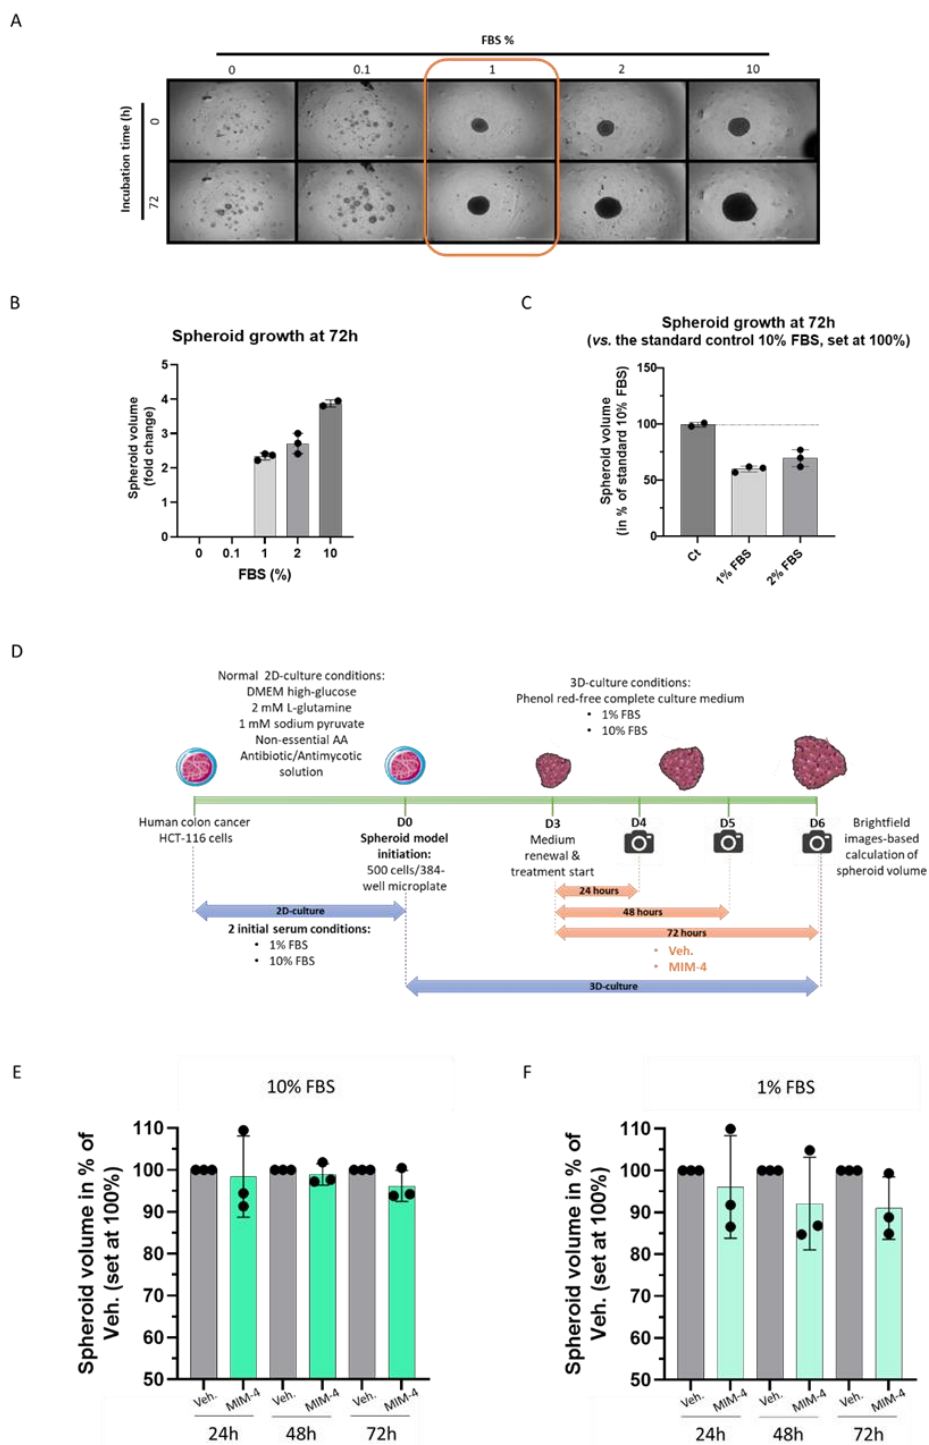 A
FBS %
0 0.1 1 2 10
Incubation time (h)
0
72
B
Spheroid growth at 72h
Spheroid volume
(fold change)
5
4
3
2
1
0
0 0.1 1 2 10
FBS (%)
C
Spheroid growth at 72h
(vs. the standard control 10% FBS, set at 100%)
Spheroid volume
(in % of standard 10% FBS)
150
100
50
0
Ct 1% FBS 2% FBS
D
Normal 2D-culture conditions:
DMEM high-glucose
2 mM L-glutamine
1 mM sodium pyruvate
Non-essential AA
Antibiotic/Antimycotic
solution
3D-culture conditions:
Phenol red-free complete culture medium
• 1% FBS
• 10% FBS
Human colon cancer
HCT-116 cells
D0
Spheroid model
initiation:
500 cells/384-
well microplate
D3
Medium
renewal &
treatment start
D4
D5
D6
Brightfield
images-based
calculation of
spheroid volume
24 hours
48 hours
72 hours
2D-culture
2 initial serum conditions:
• 1% FBS
• 10% FBS
• Veh.
• MIM-4
3D-culture
E
10% FBS
Spheroid volume in % of
Veh. (set at 100%)
110
100
90
80
70
60
50
Veh. MIM-4 Veh. MIM-4 Veh. MIM-4
24h 48h 72h
F
1% FBS
Spheroid volume in % of
Veh. (set at 100%)
110
100
90
80
70
60
50
Veh. MIM-4 Veh. MIM-4 Veh. MIM-4
24h 48h 72h